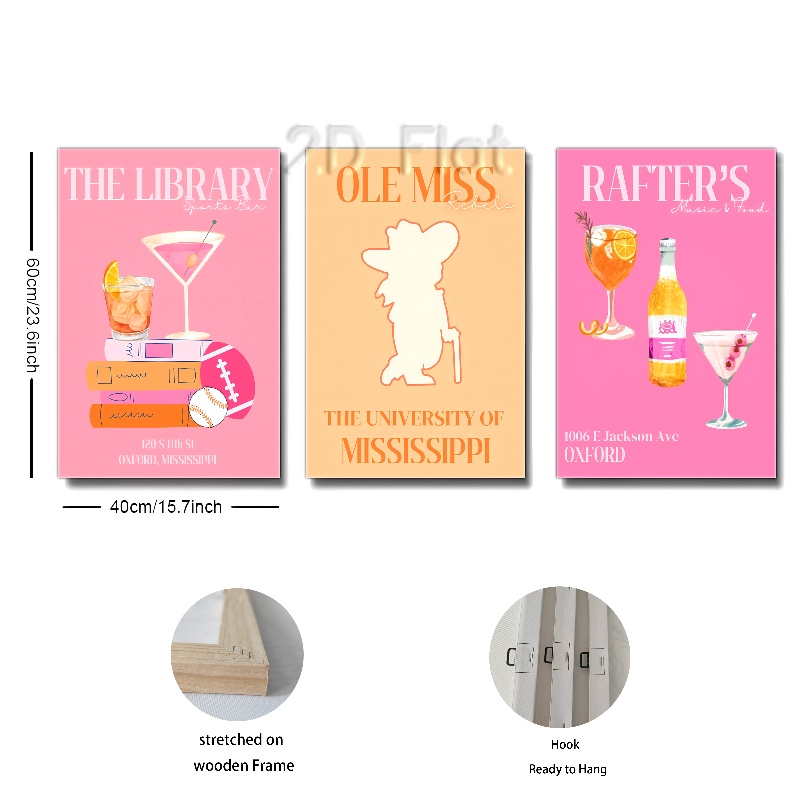 2D Flat
THE LIBRARY
Sports Bar
120 S 11th St
OXFORD, MISSISSIPPI
OLE MISS
Rebels
THE UNIVERSITY OF
MISSISSIPPI
RAFTER'S
Music & Food
1006 E Jackson Ave
OXFORD
60cm/23.6inch
40cm/15.7inch
stretched on
wooden Frame
Hook
Ready to Hang